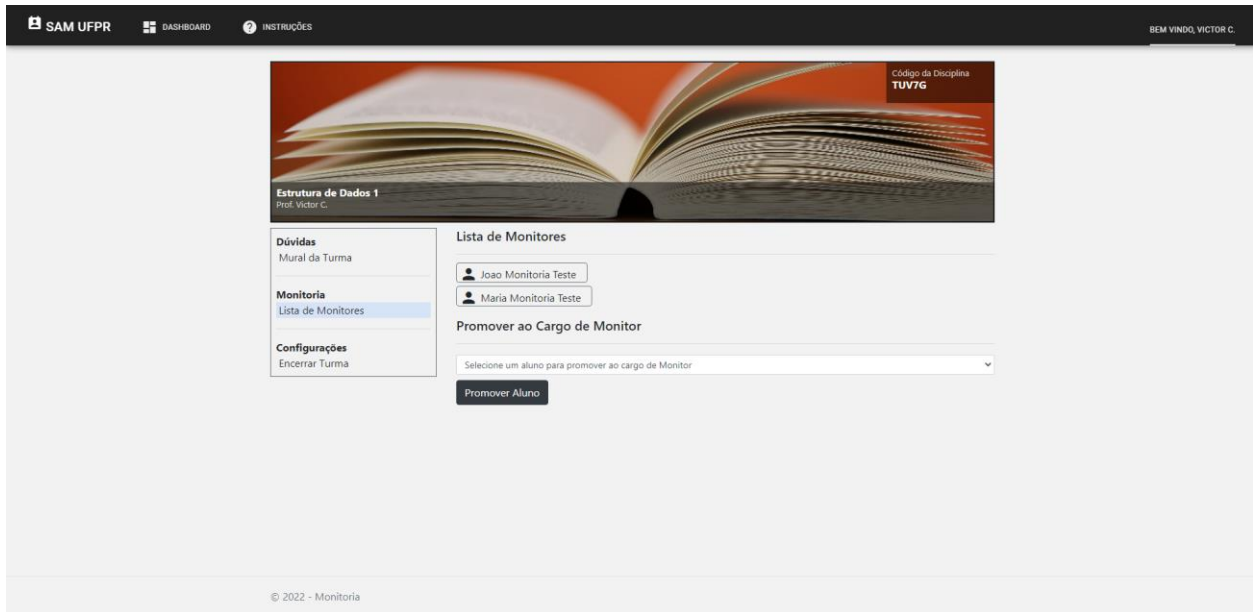 SAM UFPR
DASHBOARD
INSTRUÇÕES
BEM VINDO, VICTOR C.
Código da Disciplina
TUV7G
Estrutura de Dados 1
Prof. Victor C.
Dúvidas
Mural da Turma
Monitoria
Lista de Monitores
Configurações
Encerrar Turma
Lista de Monitores
Joao Monitoria Teste
Maria Monitoria Teste
Promover ao Cargo de Monitor
Selecione um aluno para promover ao cargo de Monitor
Promover Aluno
© 2022 - Monitoria